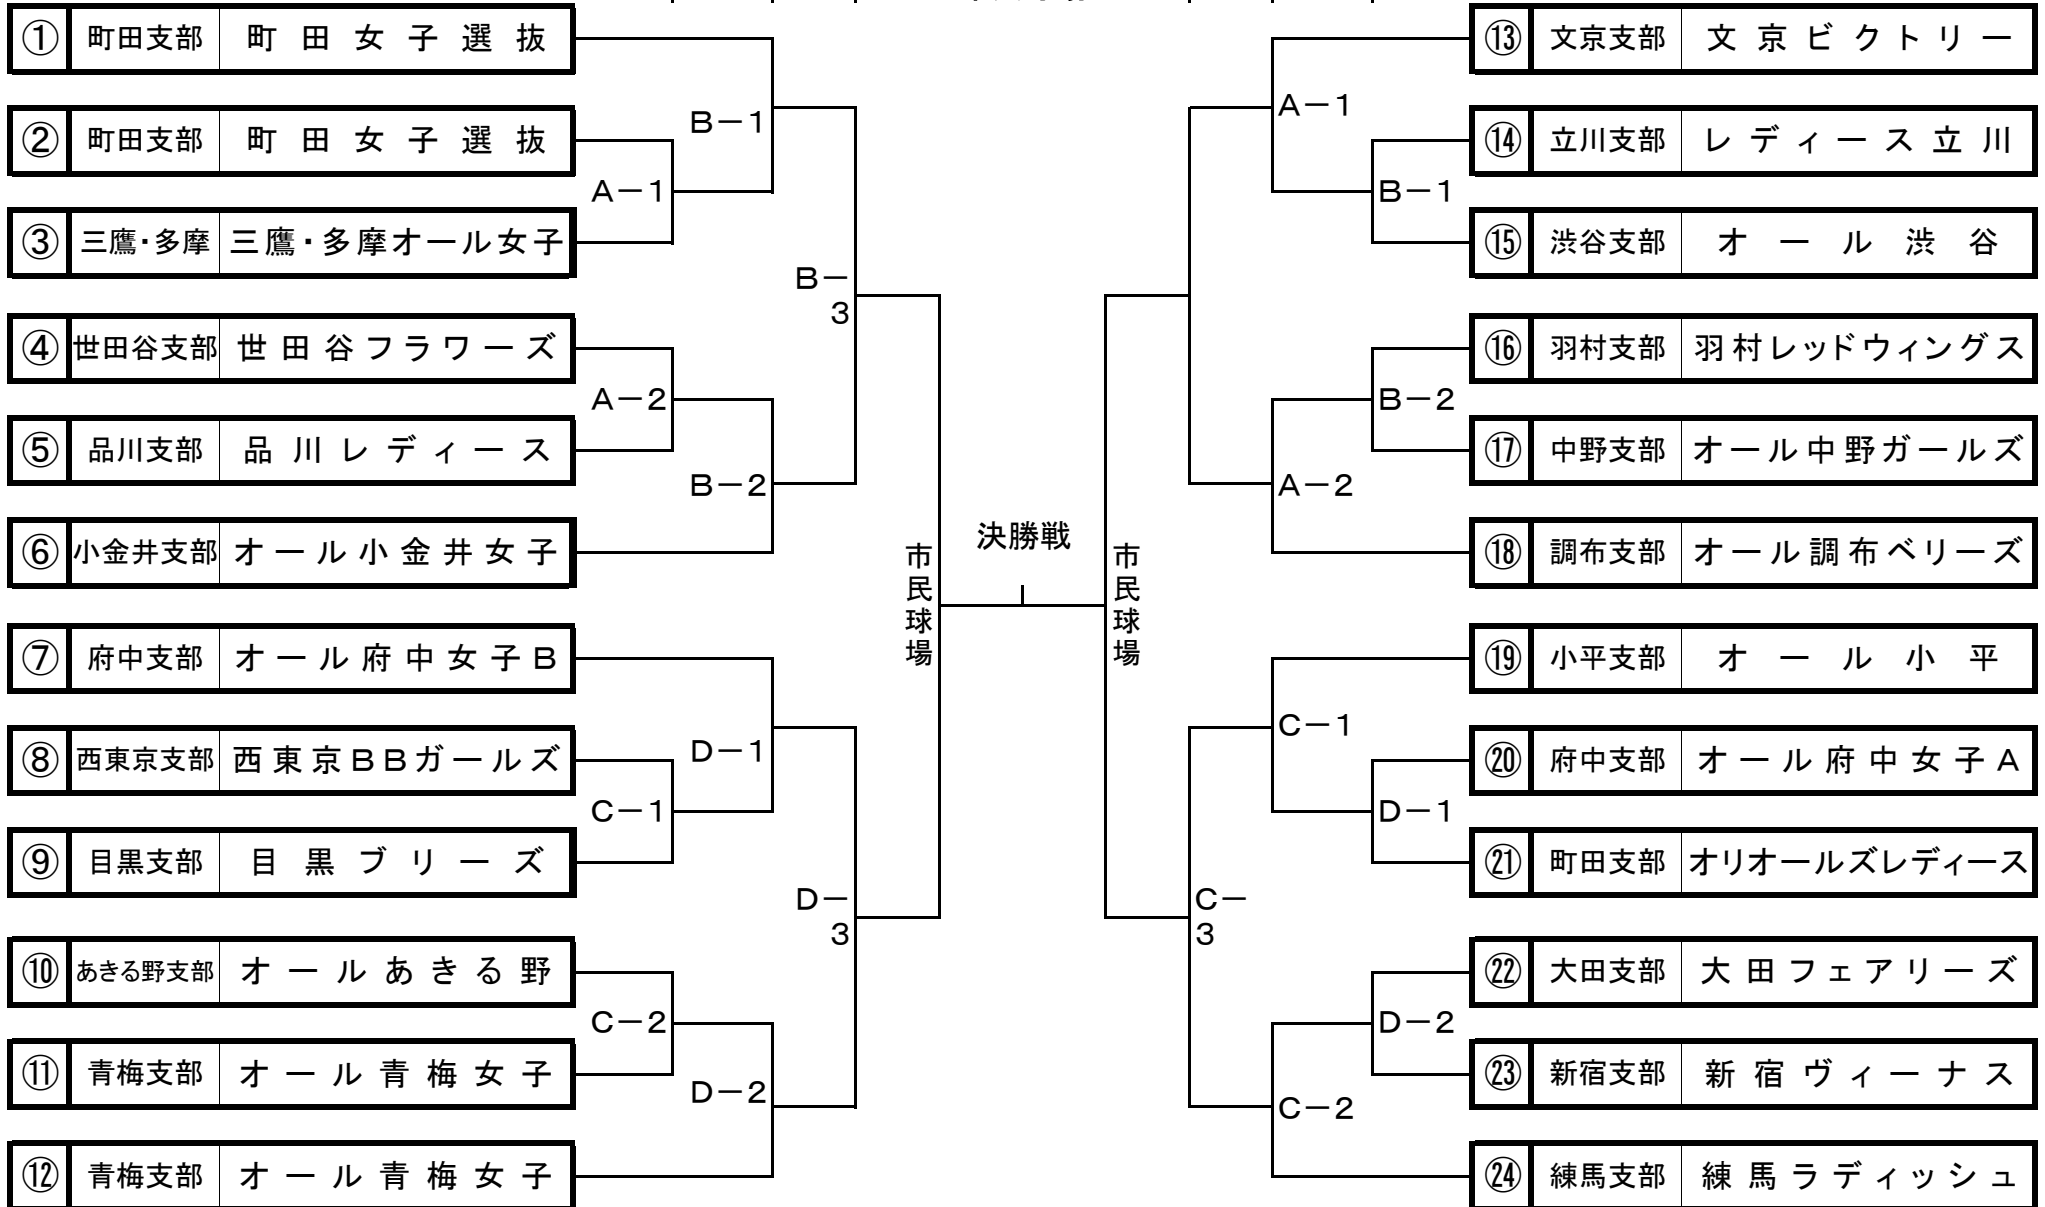 ① 町田支部 町田女子選抜
② 町田支部 町田女子選抜
③ 三鷹・多摩 三鷹・多摩オール女子
④ 世田谷支部 世田谷フラワーズ
⑤ 品川支部 品川レディース
⑥ 小金井支部 オール小金井女子
⑦ 府中支部 オール府中女子B
⑧ 西東京支部 西東京BBガールズ
⑨ 目黒支部 目黒ブリーズ
⑩ あきる野支部 オールあきる野
⑪ 青梅支部 オール青梅女子
⑫ 青梅支部 オール青梅女子
A－1
A－2
C－1
C－2
B－1
B－2
D－1
D－2
B－
3
D－
3
市民球場
決勝戦
市民球場
C－
3
A－1
A－2
C－1
C－2
B－1
B－2
D－1
D－2
⑬ 文京支部 文京ビクトリー
⑭ 立川支部 レディース立川
⑮ 渋谷支部 オール渋谷
⑯ 羽村支部 羽村レッドウィングス
⑰ 中野支部 オール中野ガールズ
⑱ 調布支部 オール調布ベリーズ
⑲ 小平支部 オール小平
⑳ 府中支部 オール府中女子A
㉑ 町田支部 オリオールズレディース
㉒ 大田支部 大田フェアリーズ
㉓ 新宿支部 新宿ヴィーナス
㉔ 練馬支部 練馬ラディッシュ